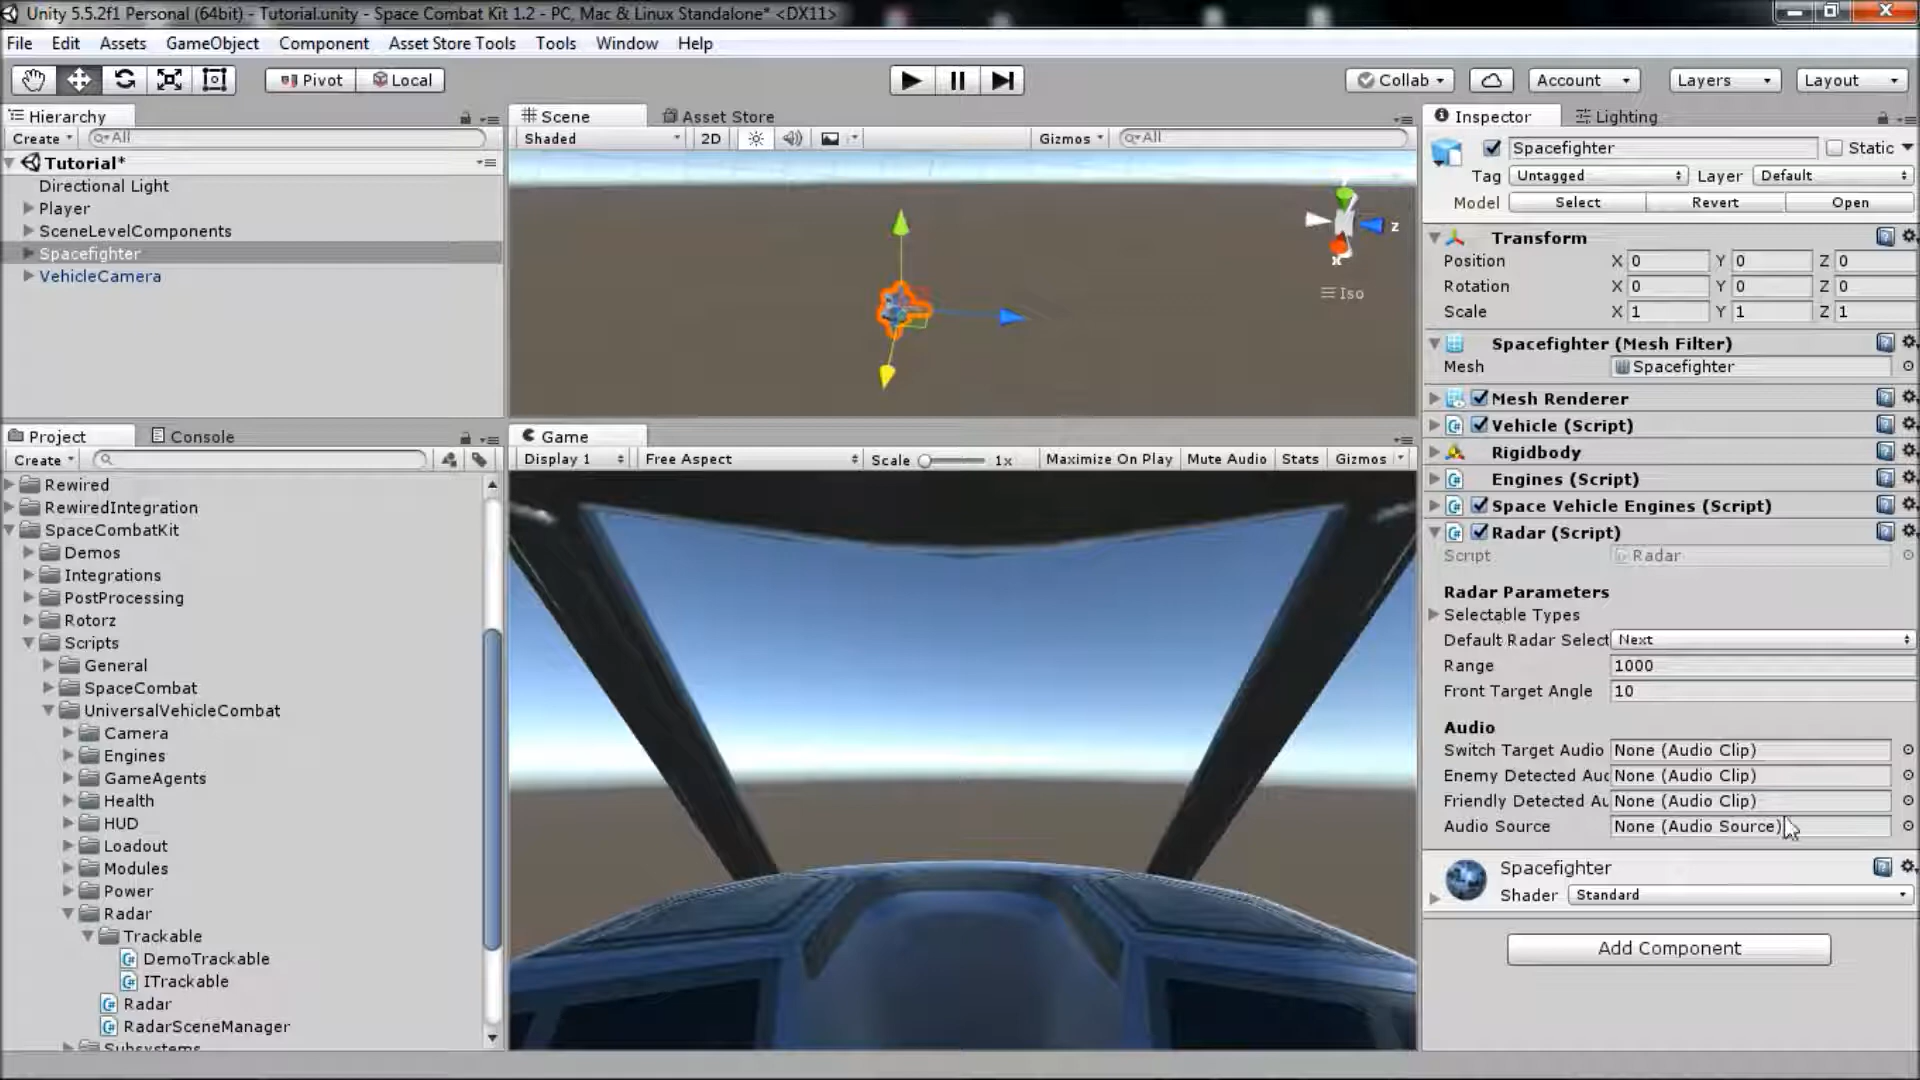 Unity 5.5.2f1 Personal (64bit) - Tutorial.unity - Space Combat Kit 1.2 - PC, Mac & Linux Standalone* <DX11>
File Edit Assets GameObject Component Asset Store Tools Tools Window Help
Pivot Local Collab Account Layers Layout
Hierarchy
Create All
Tutorial*
Directional Light
Player
SceneLevelComponents
Spacefighter
VehicleCamera
Scene Asset Store
Shaded 2D Gizmos All
z
x
Iso
Project Console
Create
Rewired
RewiredIntegration
SpaceCombatKit
Demos
Integrations
PostProcessing
Rotorz
Scripts
General
SpaceCombat
UniversalVehicleCombat
Camera
Engines
GameAgents
Health
HUD
Loadout
Modules
Power
Radar
Trackable
DemoTrackable
ITrackable
Radar
RadarSceneManager
Subsystems
Game
Display 1 Free Aspect Scale 1x Maximize On Play Mute Audio Stats Gizmos
Inspector Lighting
Spacefighter Static
Tag Untagged Layer Default
Model Select Revert Open
Transform
Position X 0 Y 0 Z 0
Rotation X 0 Y 0 Z 0
Scale X 1 Y 1 Z 1
Spacefighter (Mesh Filter)
Mesh Spacefighter
Mesh Renderer
Vehicle (Script)
Rigidbody
Engines (Script)
Space Vehicle Engines (Script)
Radar (Script)
Script Radar
Radar Parameters
Selectable Types
Default Radar Select Next
Range 1000
Front Target Angle 10
Audio
Switch Target Audio None (Audio Clip)
Enemy Detected Auc None (Audio Clip)
Friendly Detected Au None (Audio Clip)
Audio Source None (Audio Source)
Spacefighter
Shader Standard
Add Component